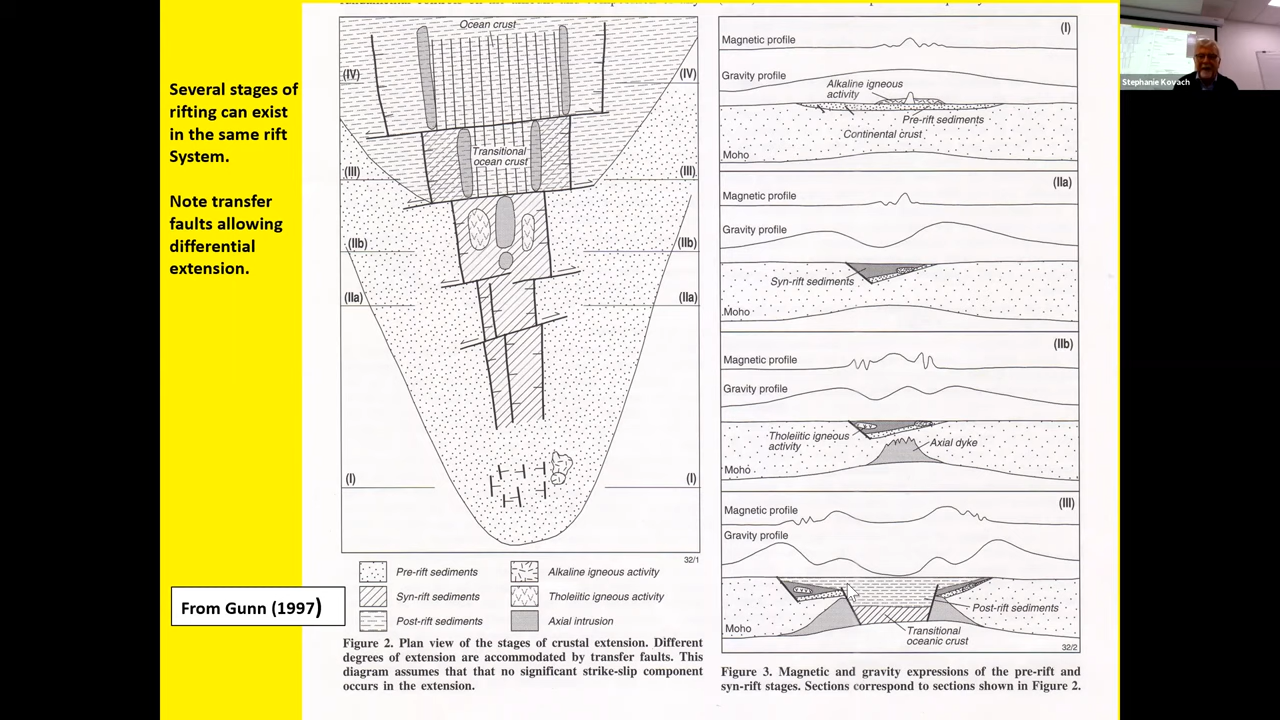 Several stages of
rifting can exist
in the same rift
System.
Note transfer
faults allowing
differential
extension.
From Gunn (1997)
Ocean crust
(IV)
(IV)
Transitional
ocean crust
(III)
(III)
(IIb)
(IIb)
(IIa)
(IIa)
(I)
(I)
32/1
Pre-rift sediments
Alkaline igneous activity
Syn-rift sediments
Tholeiitic igneous activity
Post-rift sediments
Axial intrusion
Figure 2. Plan view of the stages of crustal extension. Different
degrees of extension are accommodated by transfer faults. This
diagram assumes that that no significant strike-slip component
occurs in the extension.
(I)
Magnetic profile
Gravity profile
Alkaline igneous
activity
Pre-rift sediments
Continental crust
Moho
(IIa)
Magnetic profile
Gravity profile
Syn-rift sediments
Moho
(IIb)
Magnetic profile
Gravity profile
Tholeiitic igneous
activity
Axial dyke
Moho
(III)
Magnetic profile
Gravity profile
Post-rift sediments
Moho
Transitional
oceanic crust
32/2
Figure 3. Magnetic and gravity expressions of the pre-rift and
syn-rift stages. Sections correspond to sections shown in Figure 2.
Stephanie Kovach